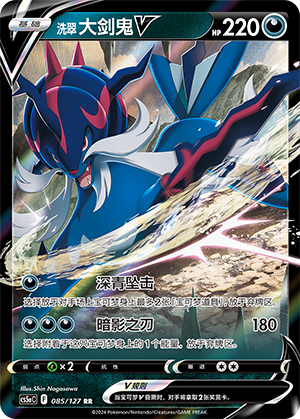 基础 洗翠 大剑鬼V HP 220
深青坠击
选择放于对手场上宝可梦身上最多2张「宝可梦道具」，放于弃牌区。
暗影之刃 180
选择附着于这只宝可梦身上的1个能量，放于弃牌区。
弱点 ×2 抵抗力 撤退
Illus.Shin Nagasawa
V规则
CS5aC F 085/127 RR
当宝可梦V昏厥时，对手将拿取2张奖赏卡。
©2024 Pokémon/Nintendo/Creatures/GAME FREAK.